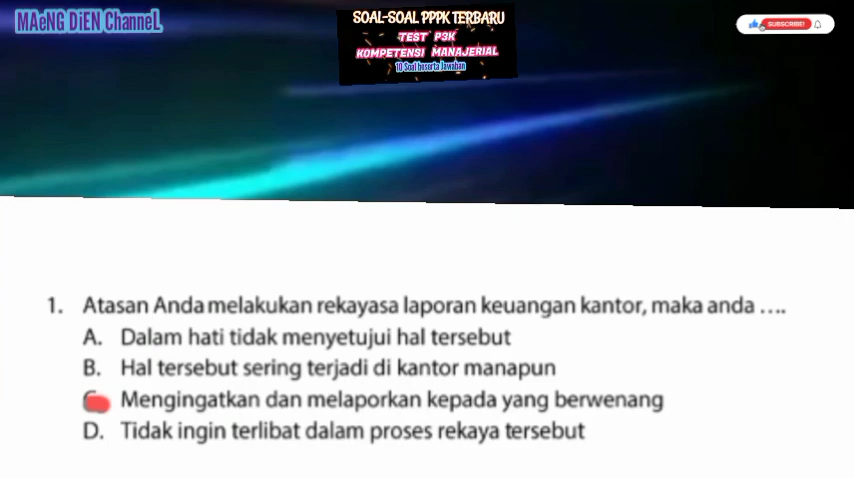 MAeNG DiEN ChanneL
SOAL-SOAL PPPK TERBARU
TEST P3K
KOMPETENSI MANAJERIAL
10 Soal beserta Jawaban
SUBSCRIBE!
1. Atasan Anda melakukan rekayasa laporan keuangan kantor, maka anda ....
A. Dalam hati tidak menyetujui hal tersebut
B. Hal tersebut sering terjadi di kantor manapun
Mengingatkan dan melaporkan kepada yang berwenang
D. Tidak ingin terlibat dalam proses rekaya tersebut